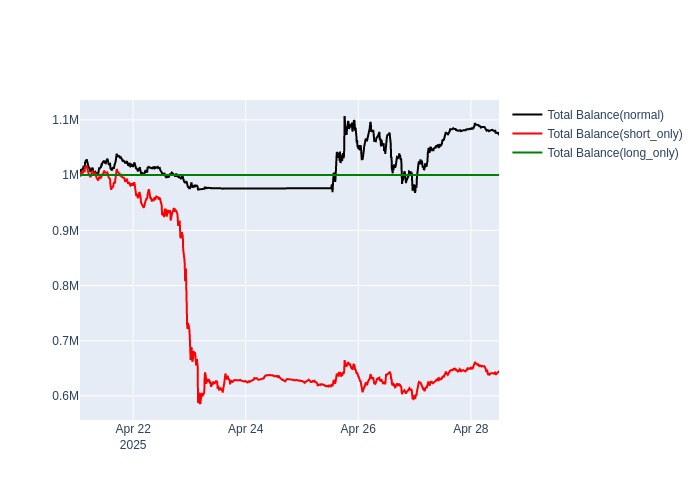 1.1M
1M
0.9M
0.8M
0.7M
0.6M
Apr 22
2025
Apr 24
Apr 26
Apr 28
Total Balance(normal)
Total Balance(short_only)
Total Balance(long_only)